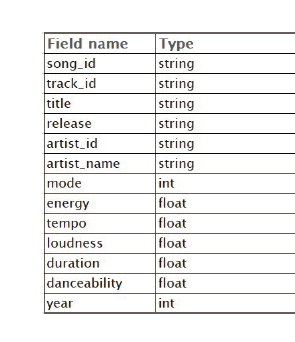 Field name Type
song_id string
track_id string
title string
release string
artist_id string
artist_name string
mode int
energy float
tempo float
loudness float
duration float
danceability float
year int